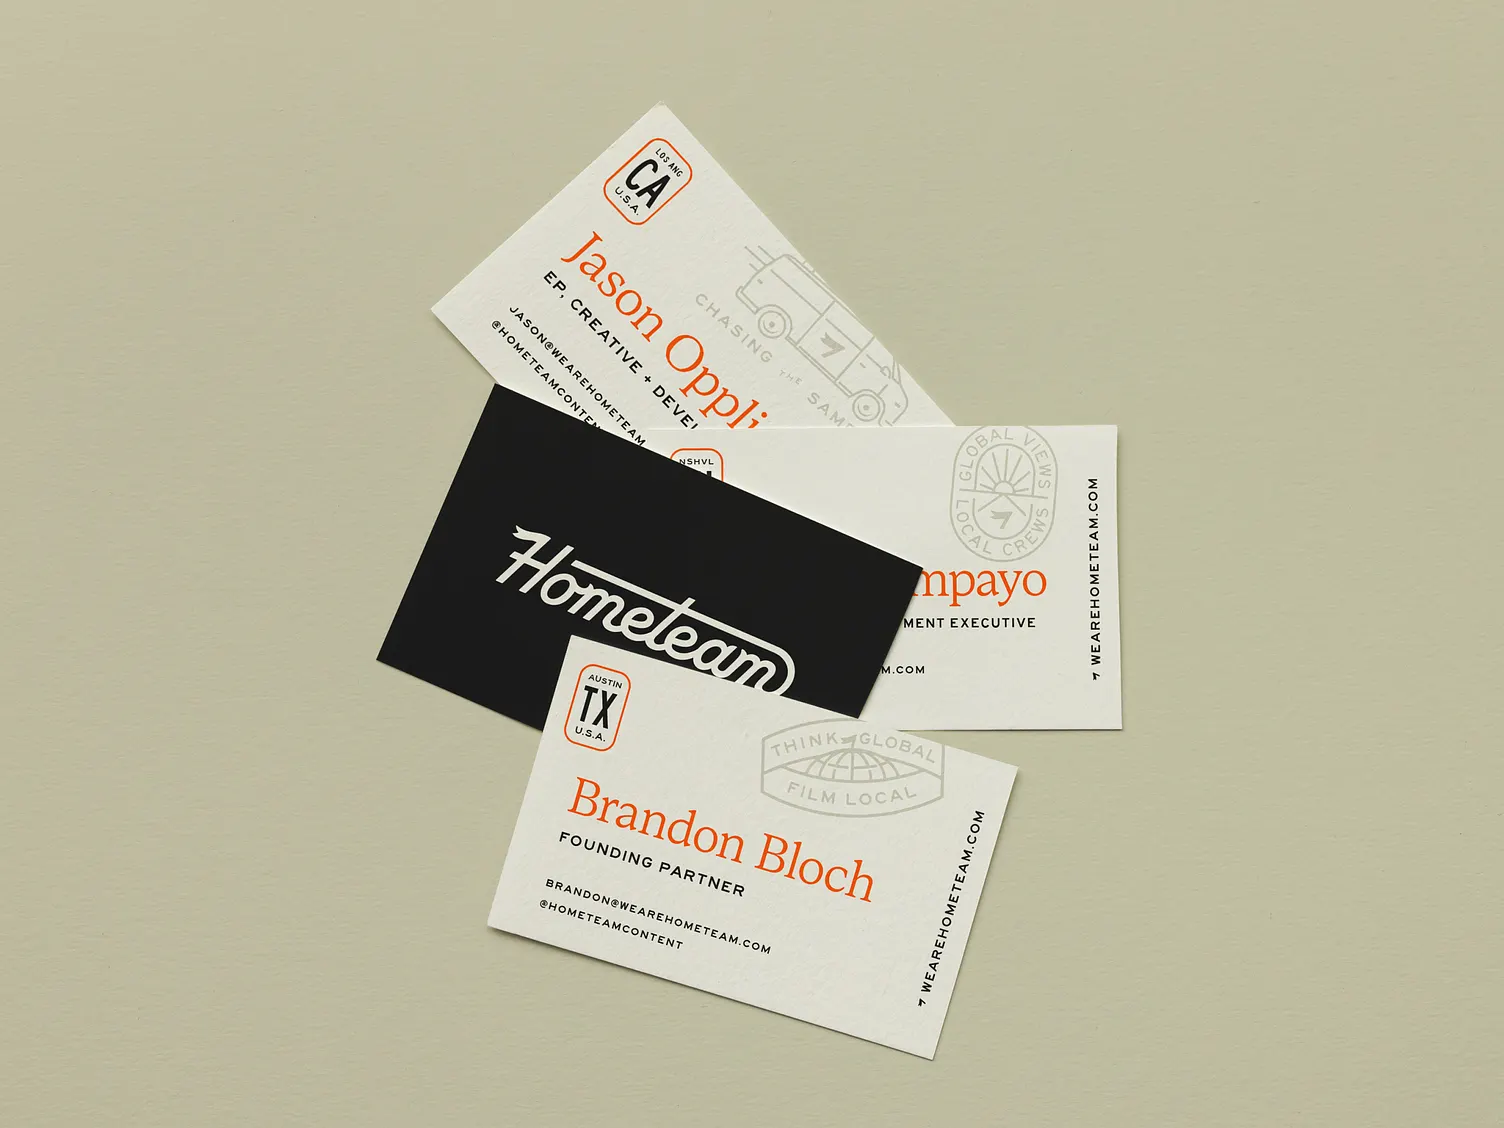 LOS ANG
CA
U.S.A.
Jason Oppli
EP, CREATIVE + DEVEL
JASON@WEAREHOMETEAM
@HOMETEAMCONTEN
CHASING THE SAME
NSHVL
GLOBAL VIEWS
LOCAL CREWS
mpayo
MENT EXECUTIVE
M.COM
WEAREHOMETEAM.COM
Hometeam
AUSTIN
TX
U.S.A.
THINK GLOBAL
FILM LOCAL
Brandon Bloch
FOUNDING PARTNER
BRANDON@WEAREHOMETEAM.COM
@HOMETEAMCONTENT
WEAREHOMETEAM.COM